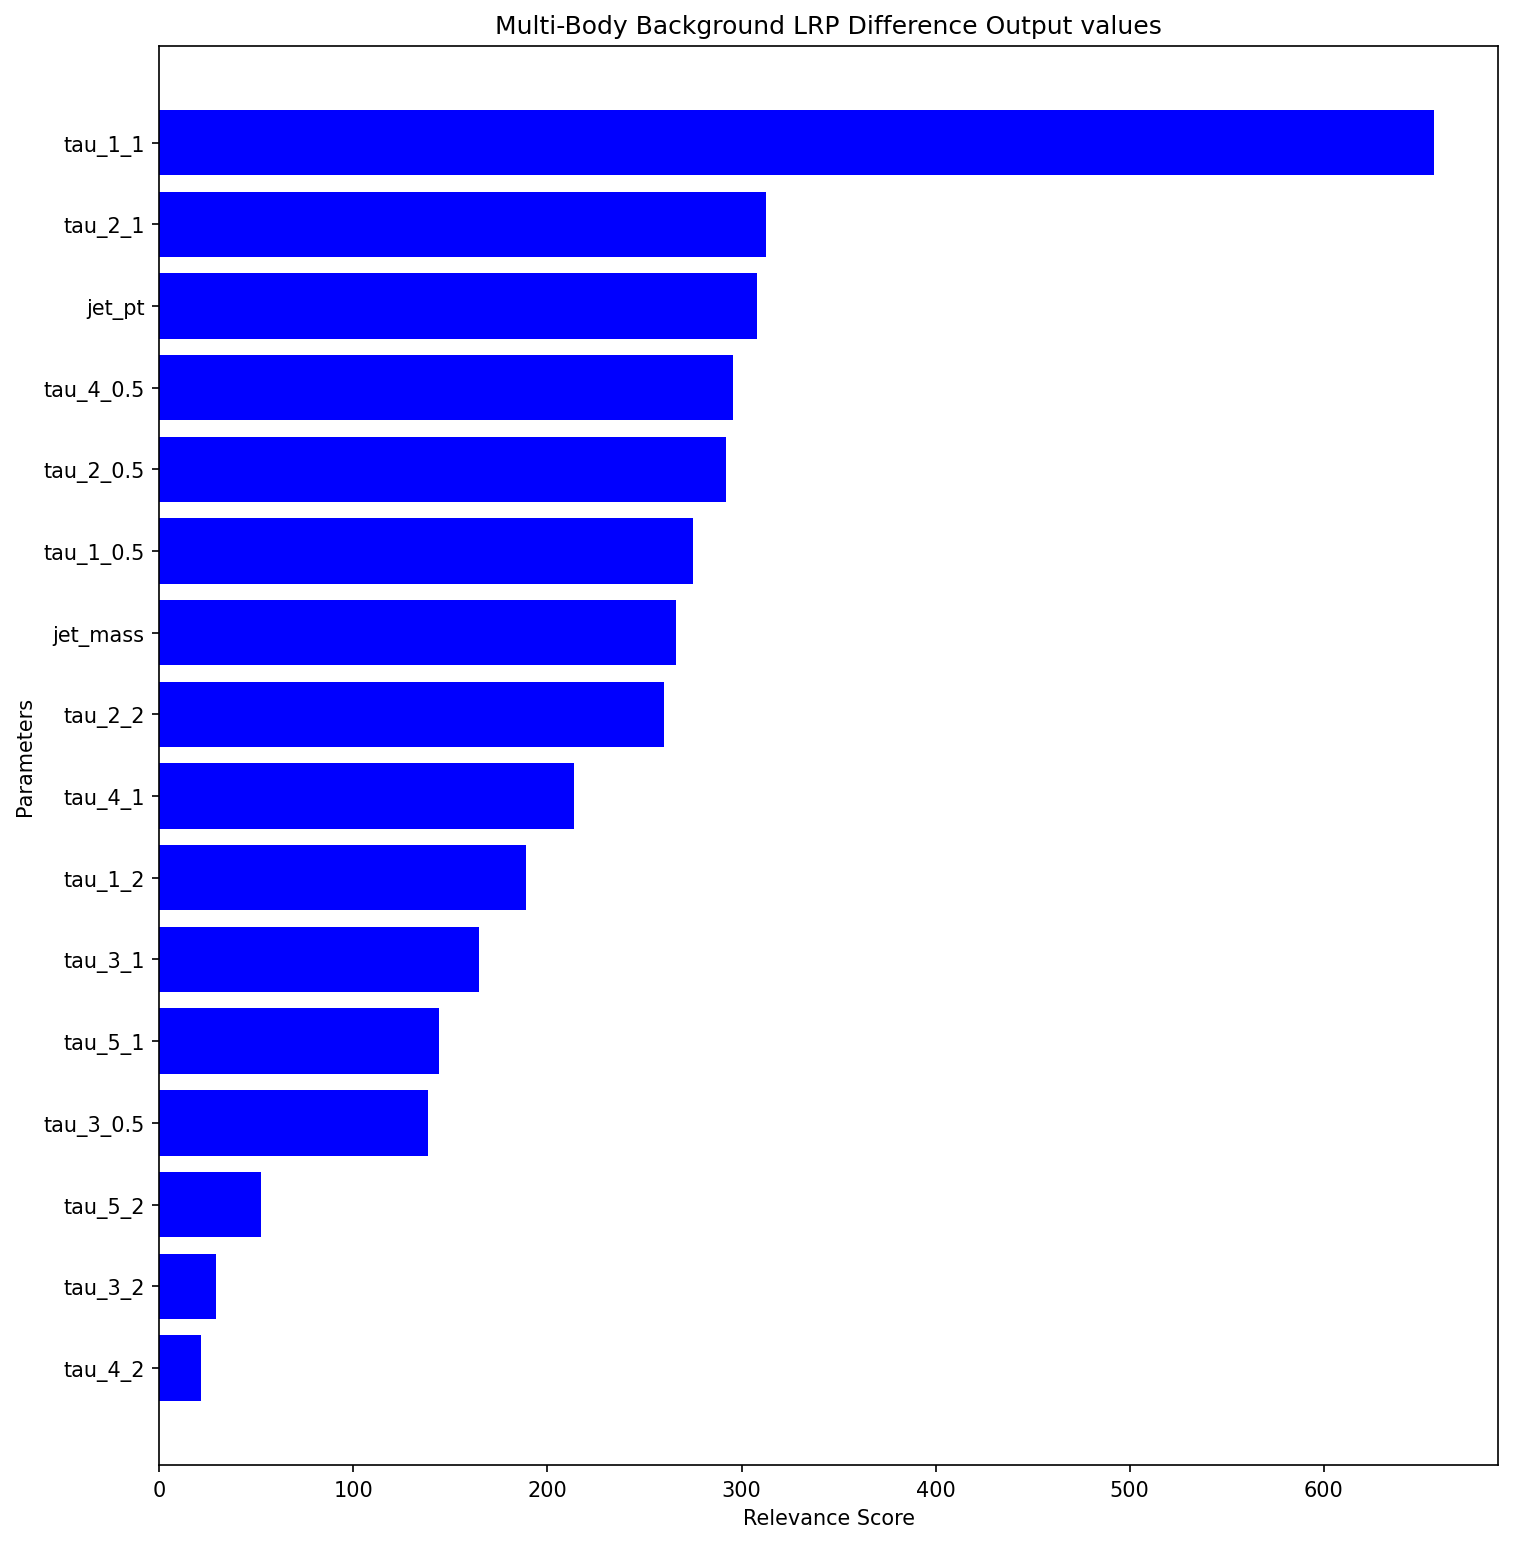 Multi-Body Background LRP Difference Output values
tau_1_1
tau_2_1
jet_pt
tau_4_0.5
tau_2_0.5
tau_1_0.5
jet_mass
tau_2_2
tau_4_1
tau_1_2
tau_3_1
tau_5_1
tau_3_0.5
tau_5_2
tau_3_2
tau_4_2
Parameters
0 100 200 300 400 500 600
Relevance Score